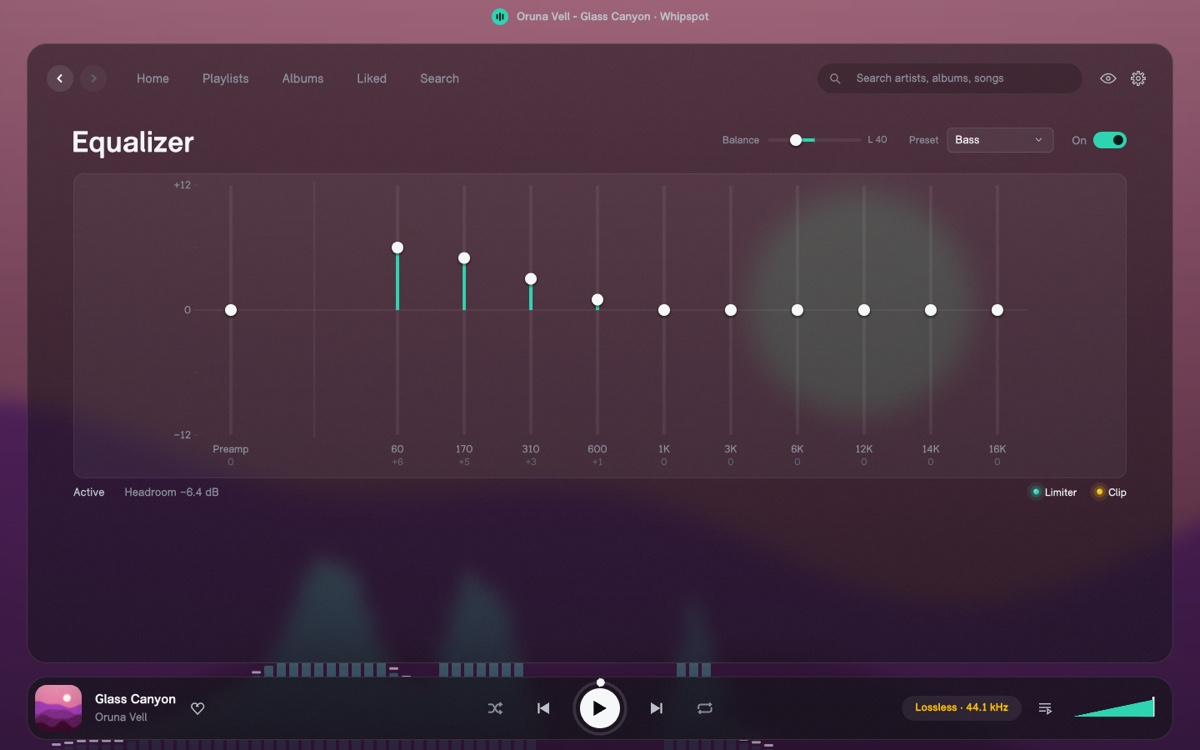 Oruna Vell - Glass Canyon · Whipspot
Home Playlists Albums Liked Search Search artists, albums, songs
Equalizer
Balance L 40 Preset Bass On
+12
0
−12
Preamp 60 170 310 600 1K 3K 6K 12K 14K 16K
0 +6 +5 +3 +1 0 0 0 0 0 0
Active Headroom −6.4 dB Limiter Clip
Glass Canyon
Oruna Vell
Lossless · 44.1 kHz